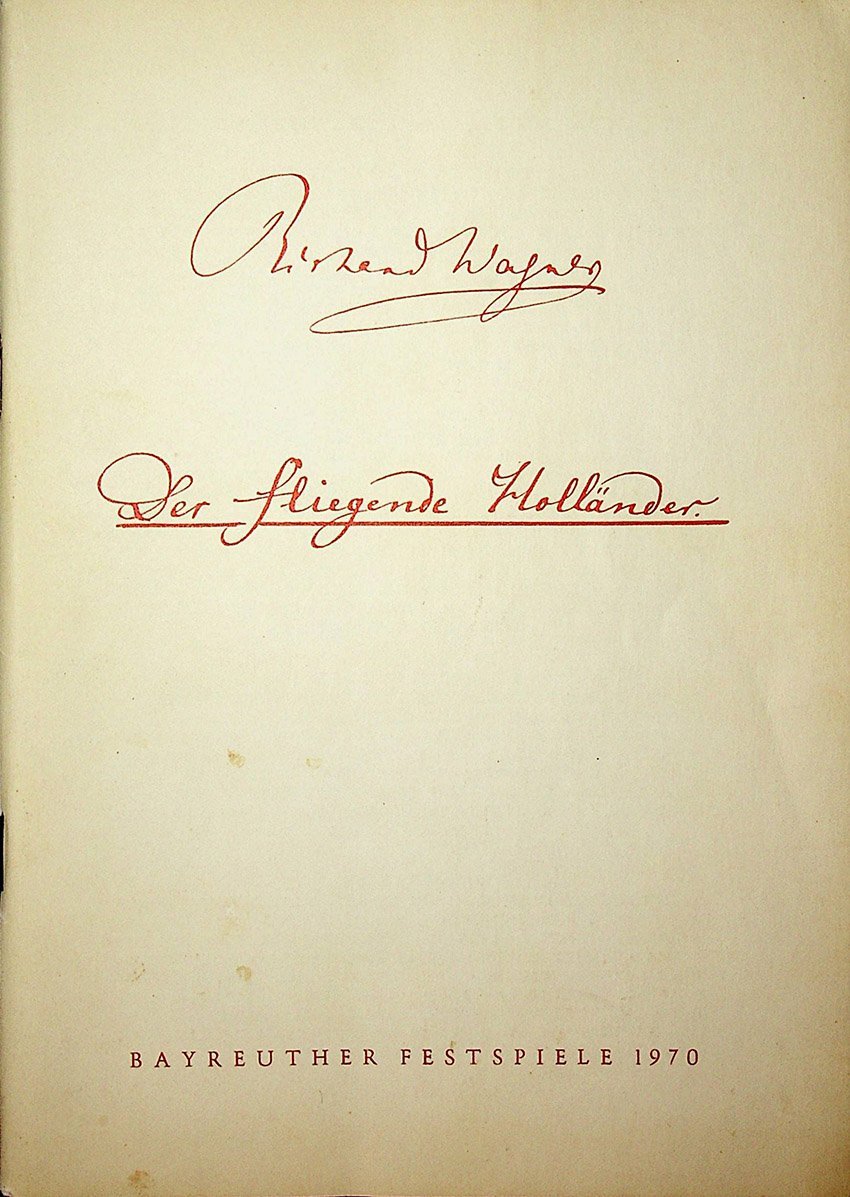 Richard Wagner
Der fliegende Holländer.
BAYREUTHER FESTSPIELE 1970